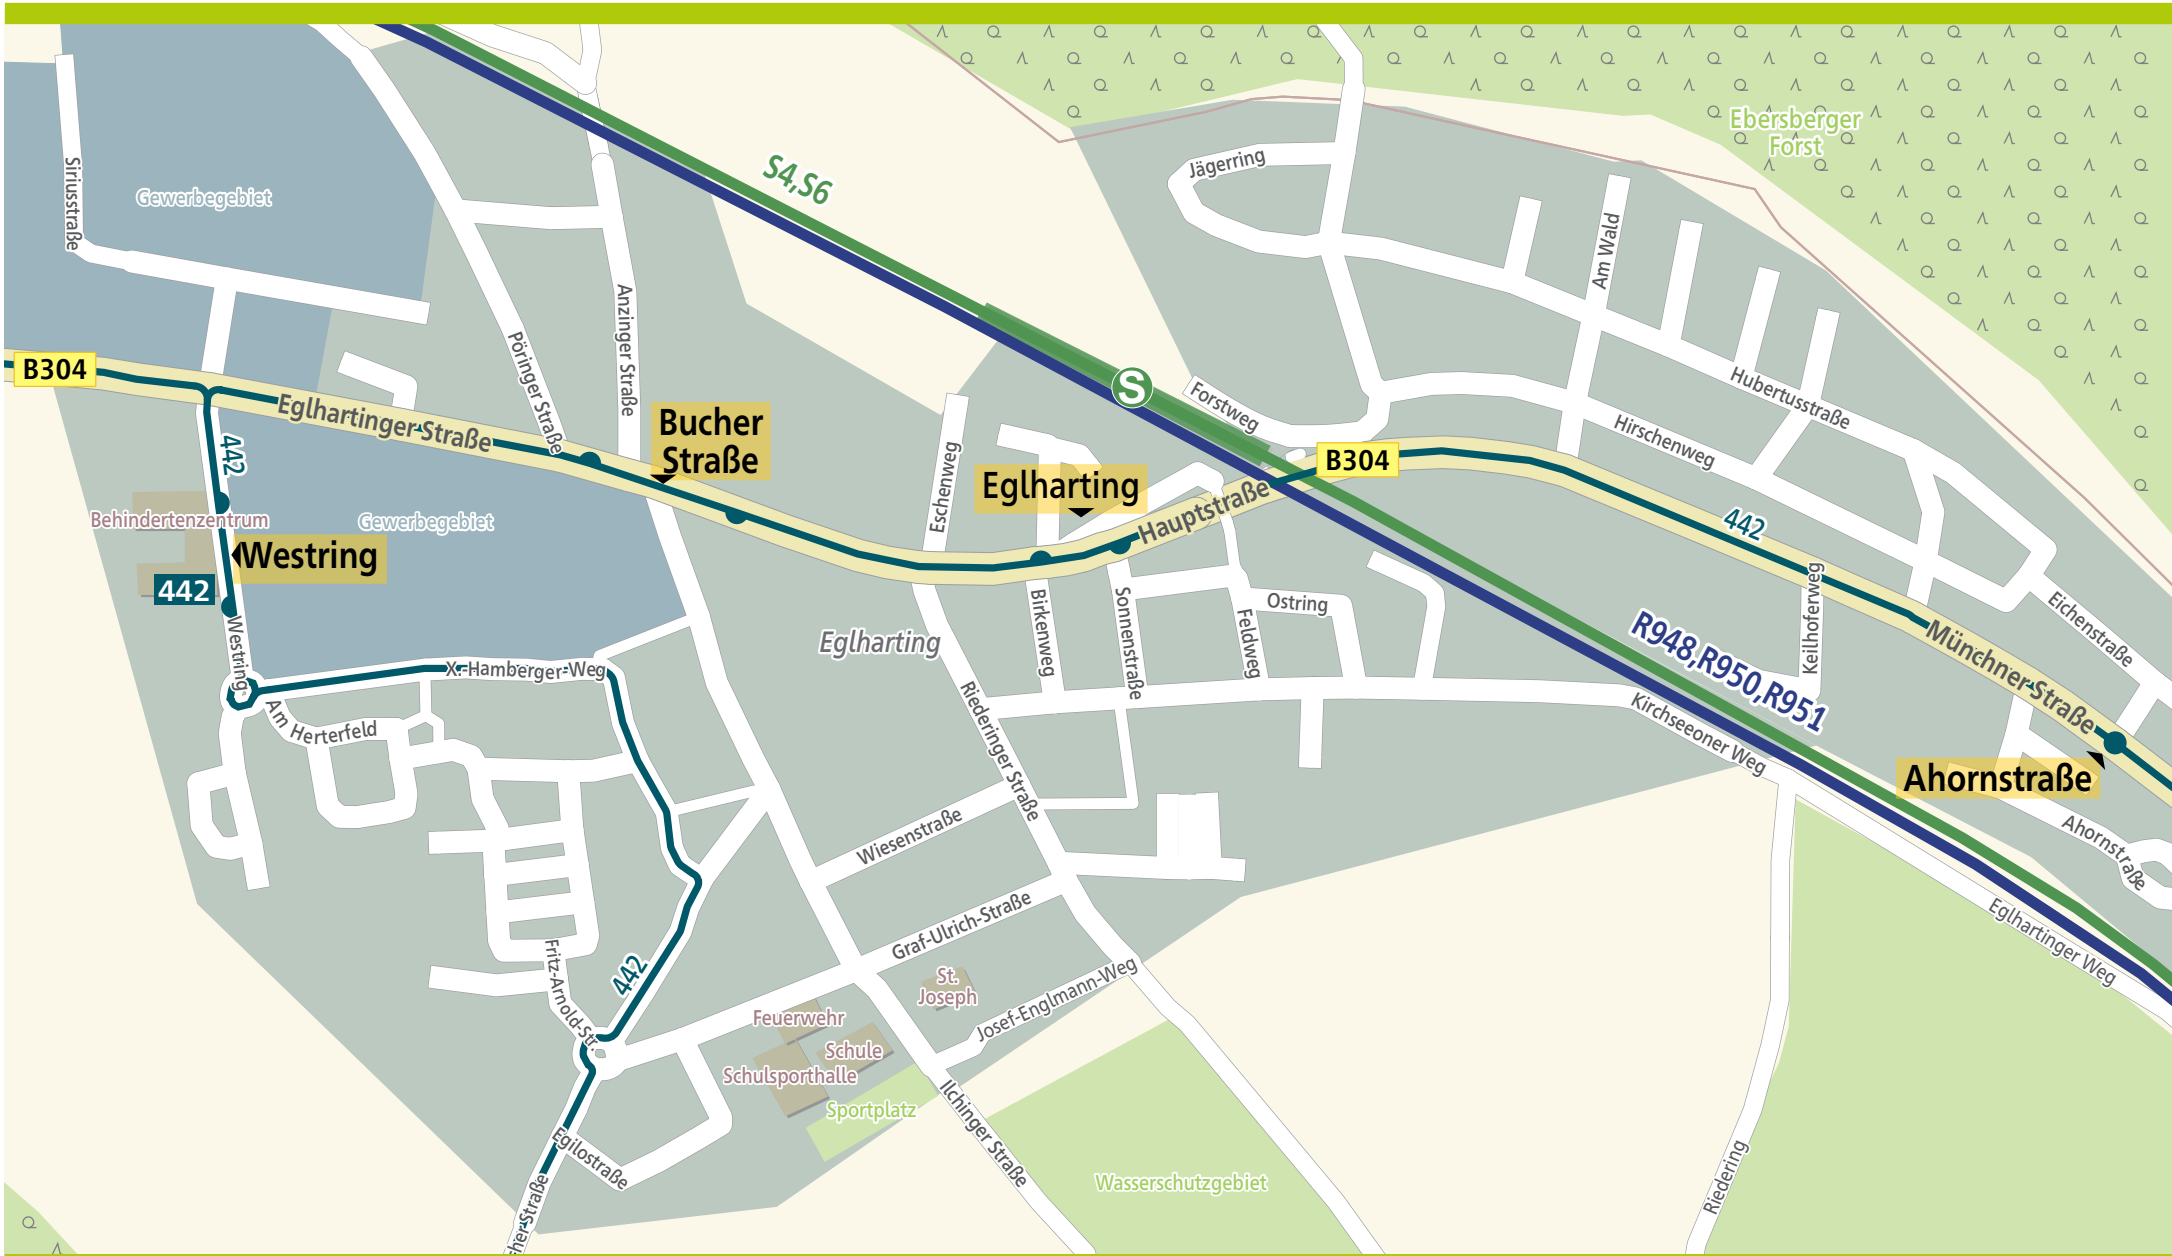 S4,S6
Ebersberger
Forst
Jägerring
Siriusstraße
Gewerbegebiet
Am Wald
Anzinger Straße
Pöringer Straße
B304
S
Forstweg
Hubertusstraße
Eglhartinger Straße
Bucher
Straße
Hirschenweg
442
Eschenweg
B304
Eglharting
Hauptstraße
Behindertenzentrum
Gewerbegebiet
442
Westring
442
Birkenweg
Sonnenstraße
Ostring
Feldweg
Keilhoferweg
Eichenstraße
Eglharting
Westring
X.-Hamberger-Weg
R948,R950,R951
Münchner Straße
Am Herterfeld
Riederinger Straße
Kirchseeoner Weg
Ahornstraße
Wiesenstraße
Ahornstraße
Graf-Ulrich-Straße
Eglhartinger Weg
Fritz-Arnold-Str.
442
St.
Joseph
Josef-Englmann-Weg
Feuerwehr
Schule
Schulsporthalle
Sportplatz
Ilchinger Straße
Egilostraße
Wasserschutzgebiet
Riedering
her Straße